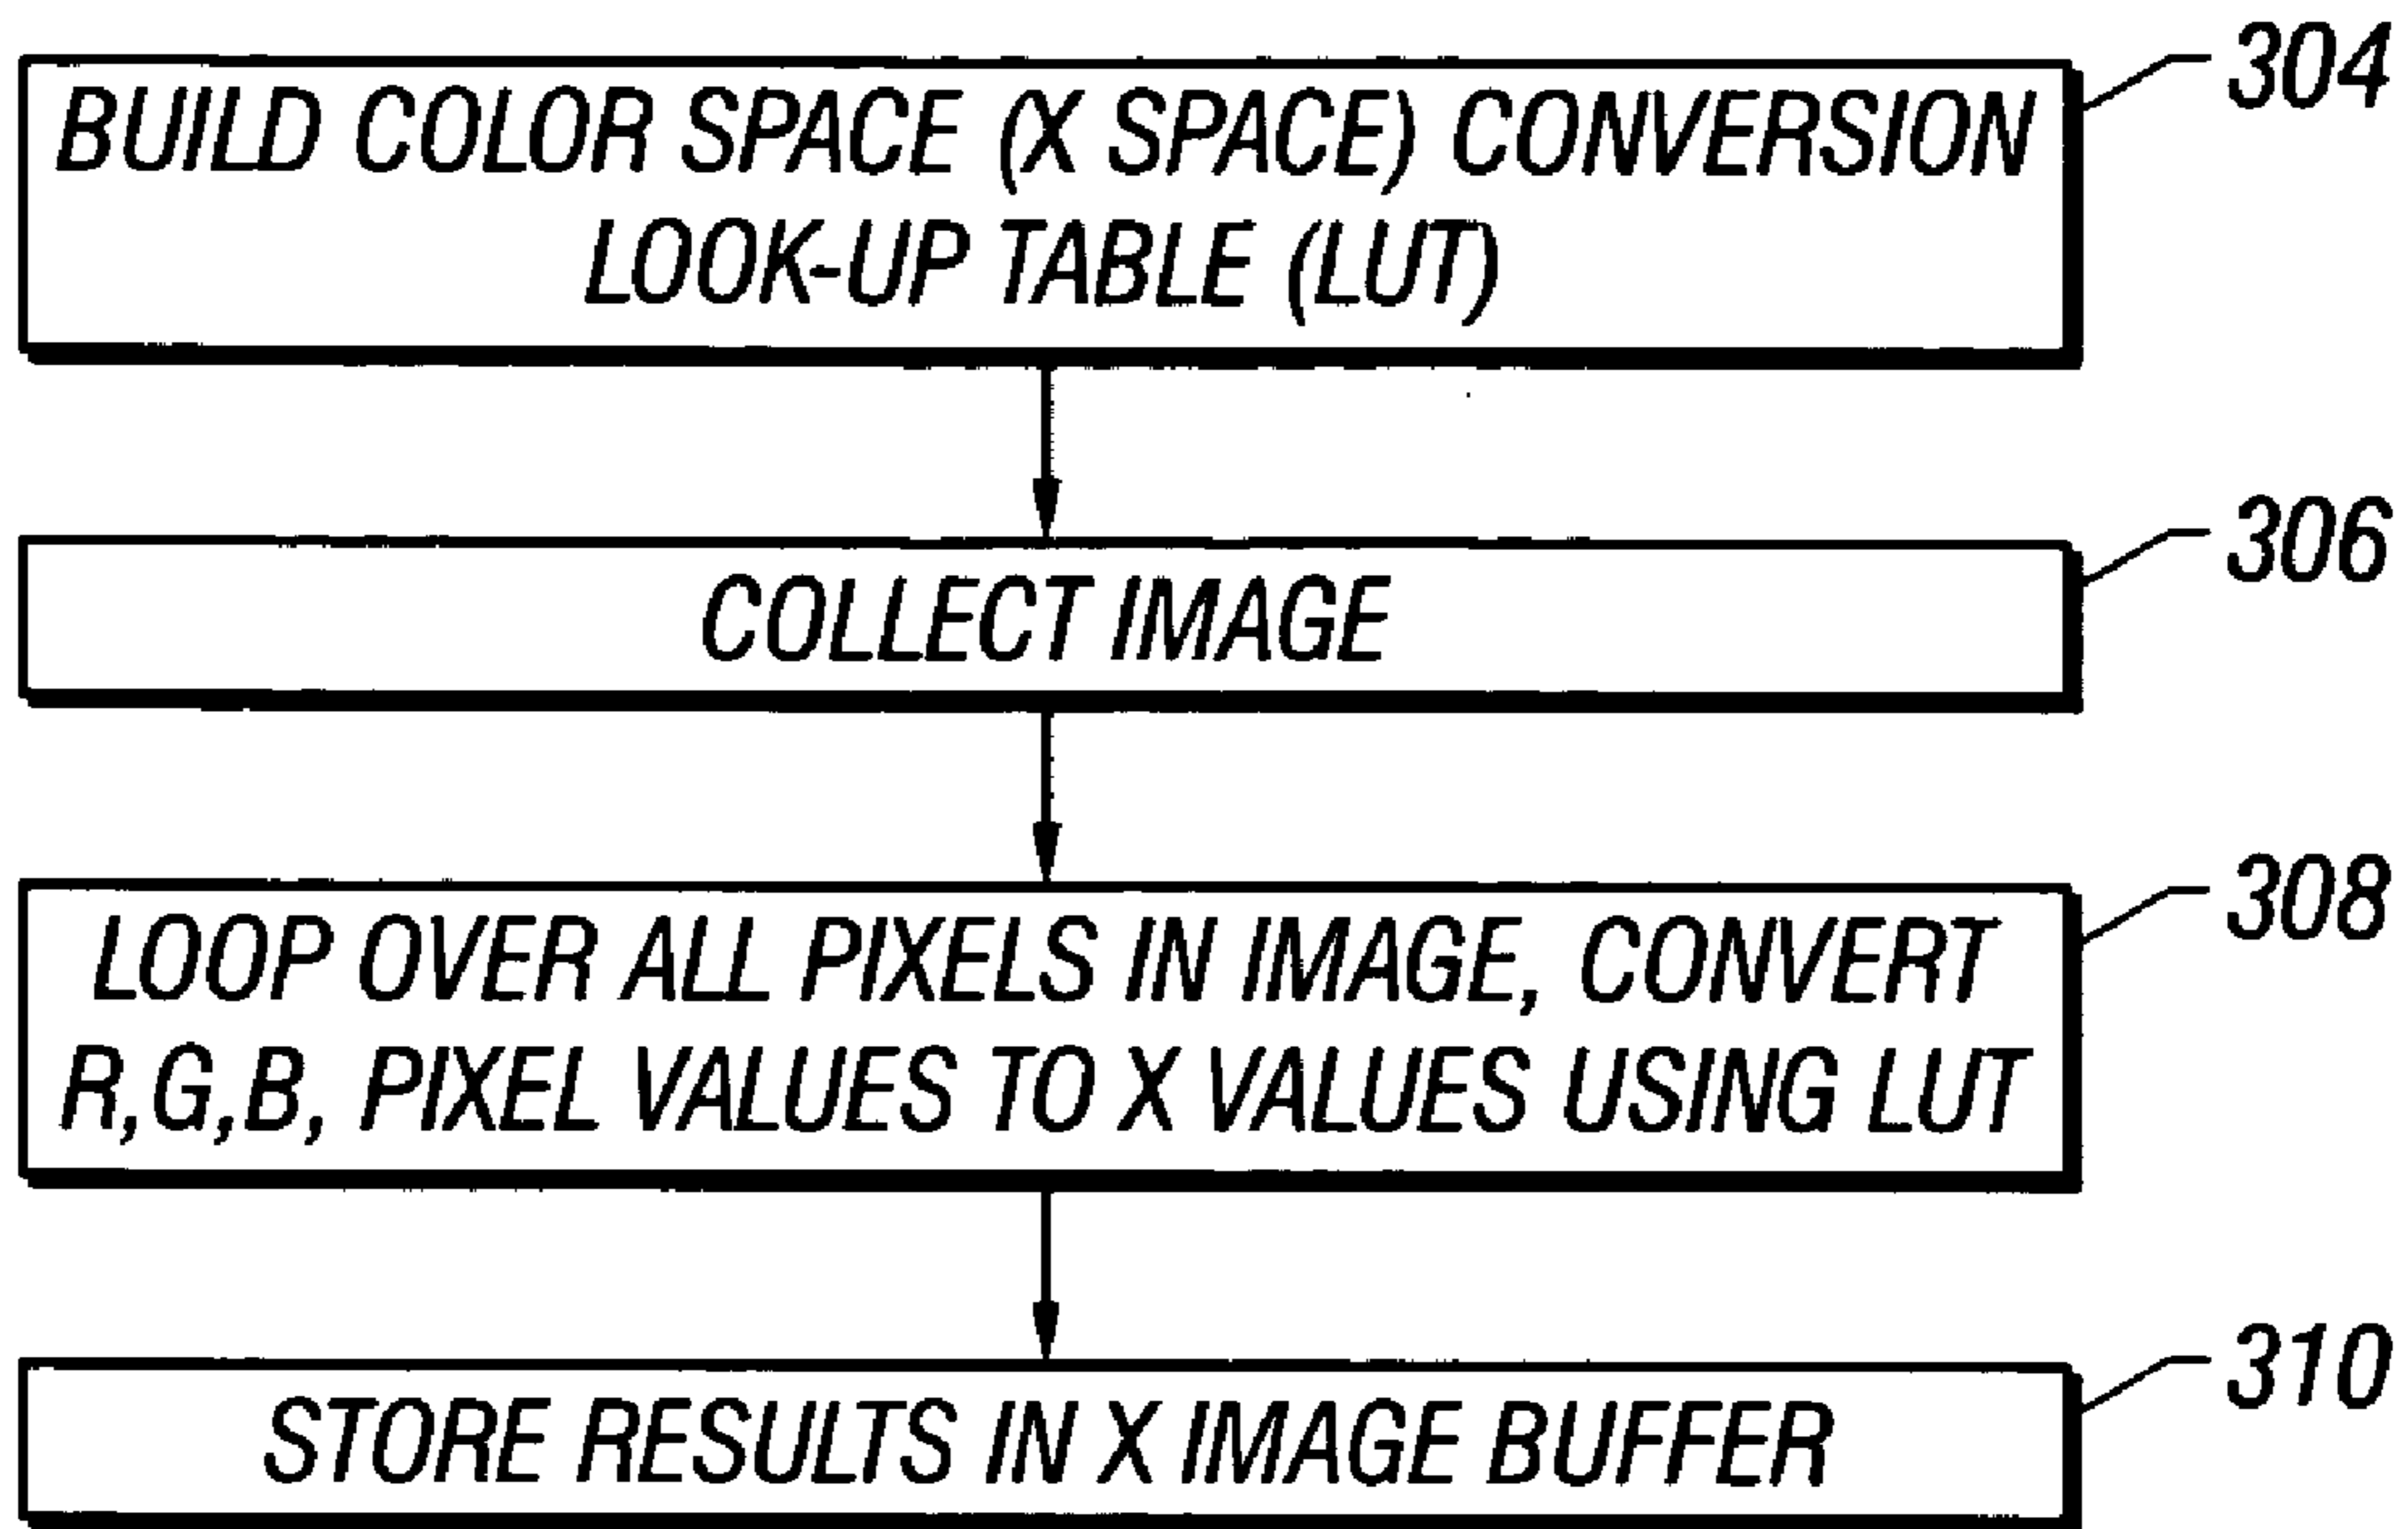 304
BUILD COLOR SPACE (X SPACE) CONVERSION
LOOK-UP TABLE (LUT)
306
COLLECT IMAGE
308
LOOP OVER ALL PIXELS IN IMAGE, CONVERT
R,G,B, PIXEL VALUES TO X VALUES USING LUT
310
STORE RESULTS IN X IMAGE BUFFER